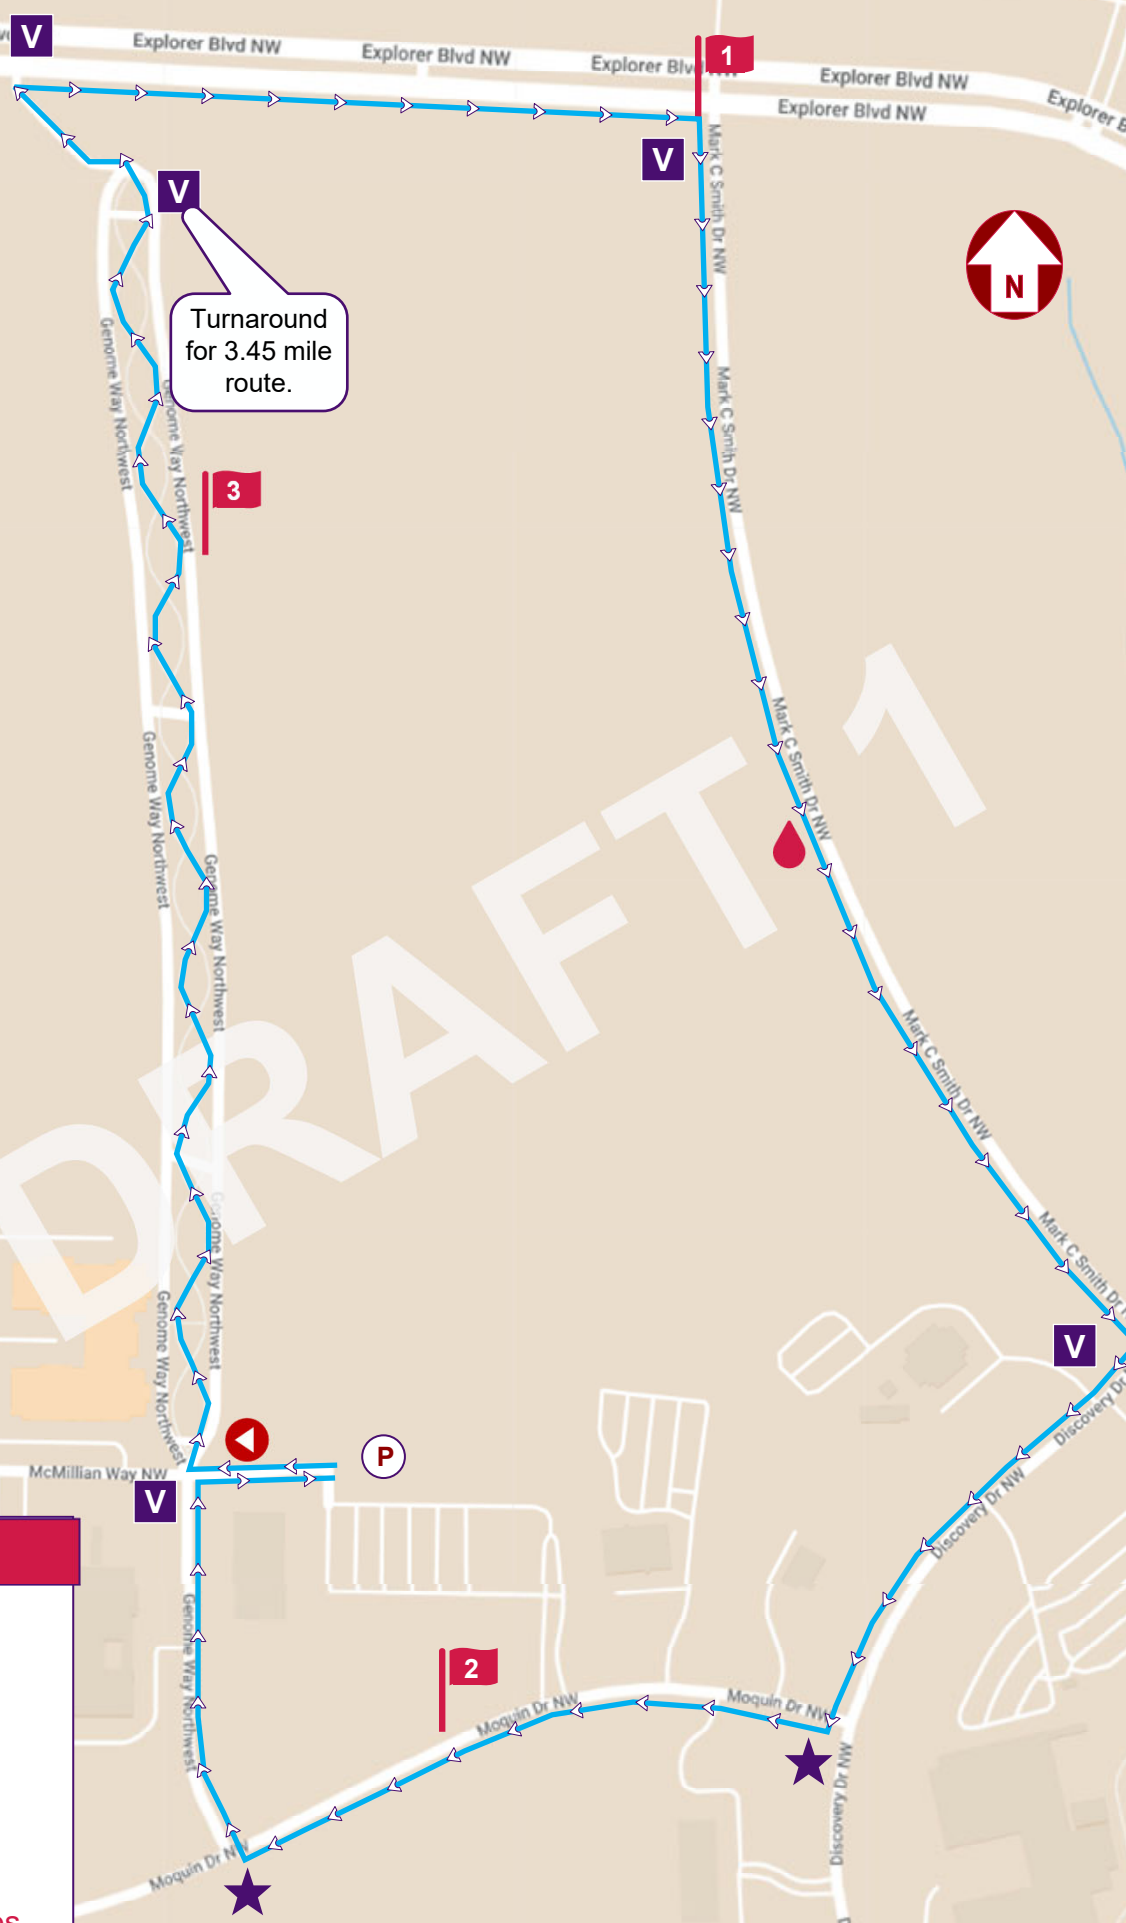 V
Explorer Blvd NW
Explorer Blvd NW
Explorer Blvd
1
Explorer Blvd NW
Explorer Blvd NW
Explorer B
V
Mark C Smith Dr NW
V
N
Turnaround
for 3.45 mile
route.
Genome Way Northwest
Genome Way Northwest
Mark C Smith Dr NW
3
Mark C Smith Dr NW
Genome Way Northwest
Genome Way Northwest
DRAFT 1
Mark C Smith Dr NW
Genome Way Northwest
Mark C Smith Dr
Genome Way Northwest
V
Discovery Dr
P
McMillian Way NW
V
Discovery Dr NW
Genome Way Northwest
2
Moquin Dr NW
Moquin Dr NW
Discovery Dr NW
Moquin Dr NW
es